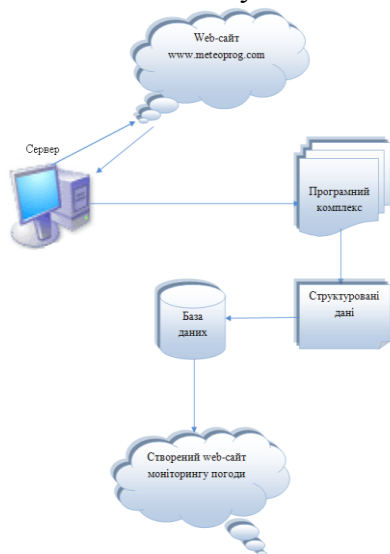 Web-сайт
www.meteoprog.com
Сервер
Програмний
комплекс
Структуровані
дані
База
даних
Створений web-сайт
моніторингу погоди